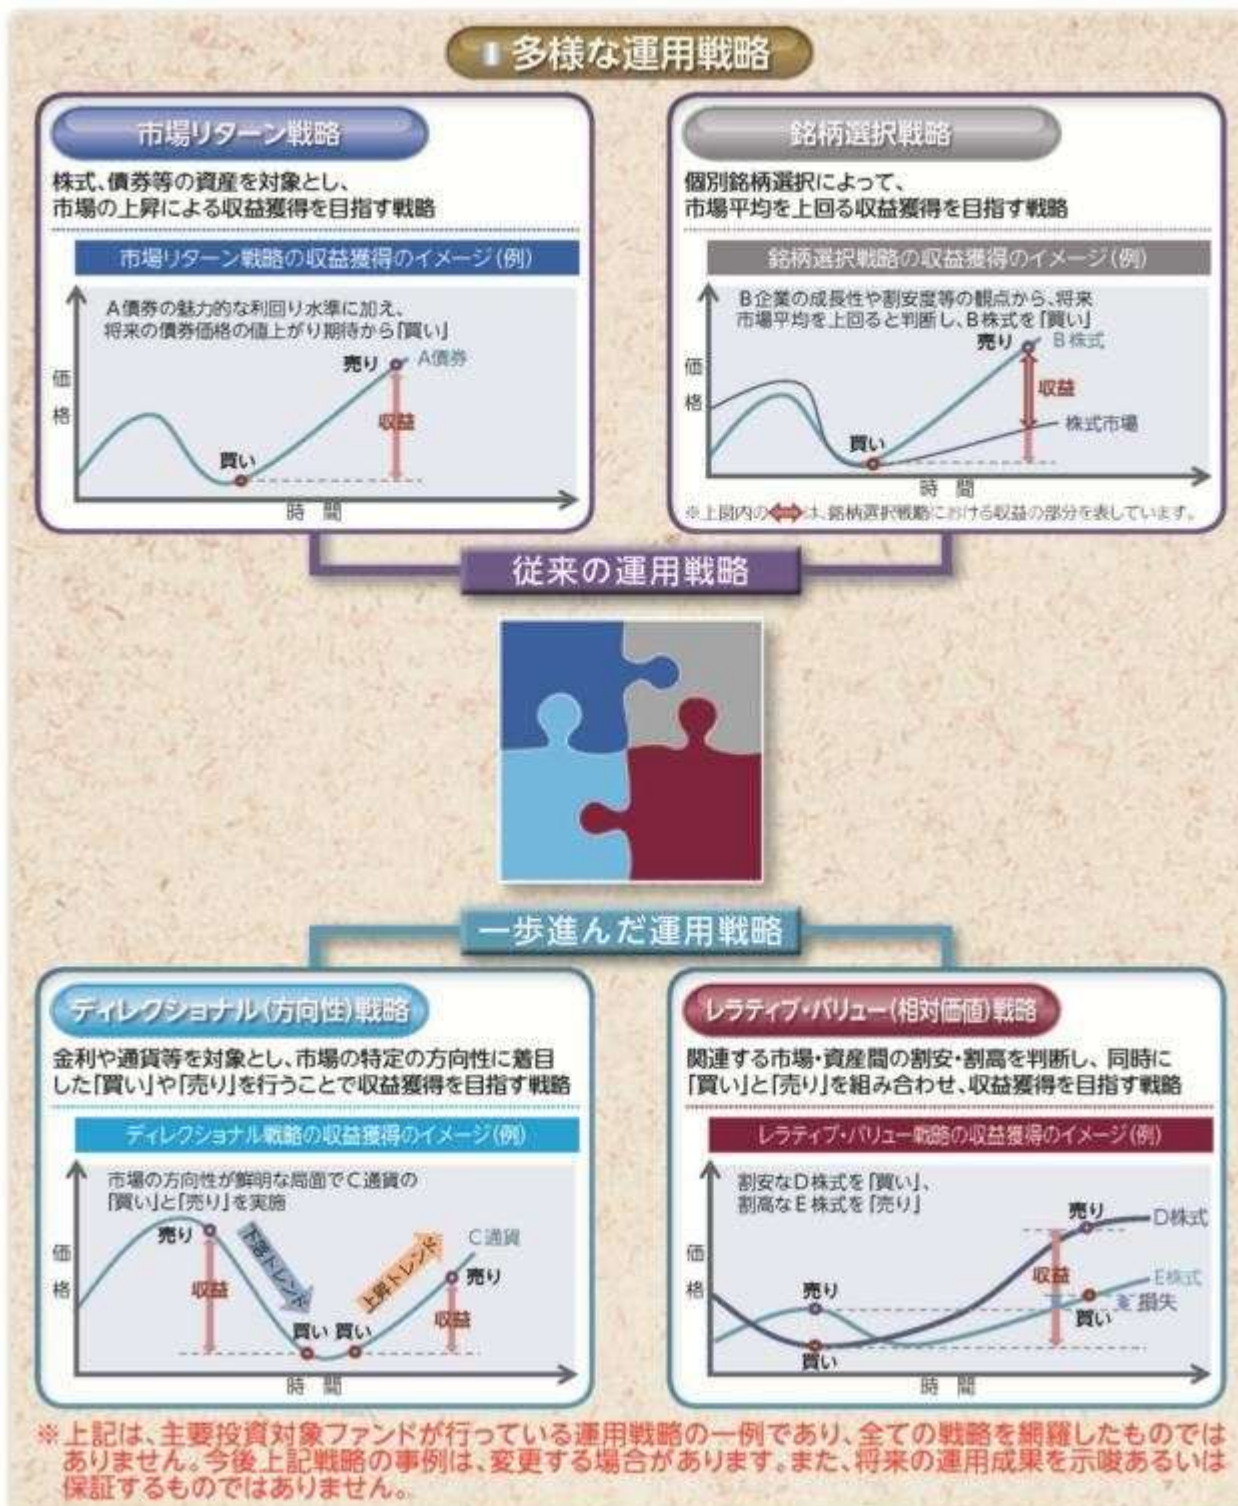 多様な運用戦略
市場リターン戦略
株式、債券等の資産を対象とし、
市場の上昇による収益獲得を目指す戦略
市場リターン戦略の収益獲得のイメージ(例)
A債券の魅力的な利回り水準に加え、
将来の債券価格の値上がり期待から「買い」
売り
A債券
価格
収益
買い
時間
銘柄選択戦略
個別銘柄選択によって、
市場平均を上回る収益獲得を目指す戦略
銘柄選択戦略の収益獲得のイメージ(例)
B企業の成長性や割安度等の観点から、将来
市場平均を上回ると判断し、B株式を「買い」
売り
B株式
価格
収益
株式市場
買い
時間
※上図内の⇔は、銘柄選択戦略における収益の部分を表しています。
従来の運用戦略
一歩進んだ運用戦略
ディレクショナル(方向性)戦略
金利や通貨等を対象とし、市場の特定の方向性に着目
した「買い」や「売り」を行うことで収益獲得を目指す戦略
ディレクショナル戦略の収益獲得のイメージ(例)
市場の方向性が鮮明な局面でC通貨の
「買い」と「売り」を実施
売り
下落トレンド
上昇トレンド
C通貨
価格
収益
売り
買い 買い
収益
時間
レラティブ・バリュー(相対価値)戦略
関連する市場・資産間の割安・割高を判断し、同時に
「買い」と「売り」を組み合わせ、収益獲得を目指す戦略
レラティブ・バリュー戦略の収益獲得のイメージ(例)
割安なD株式を「買い」、
割高なE株式を「売り」
売り
D株式
価格
収益
E株式
売り
損失
買い
買い
時間
※上記は、主要投資対象ファンドが行っている運用戦略の一例であり、全ての戦略を網羅したものでは
ありません。今後上記戦略の事例は、変更する場合があります。また、将来の運用成果を示唆あるいは
保証するものではありません。